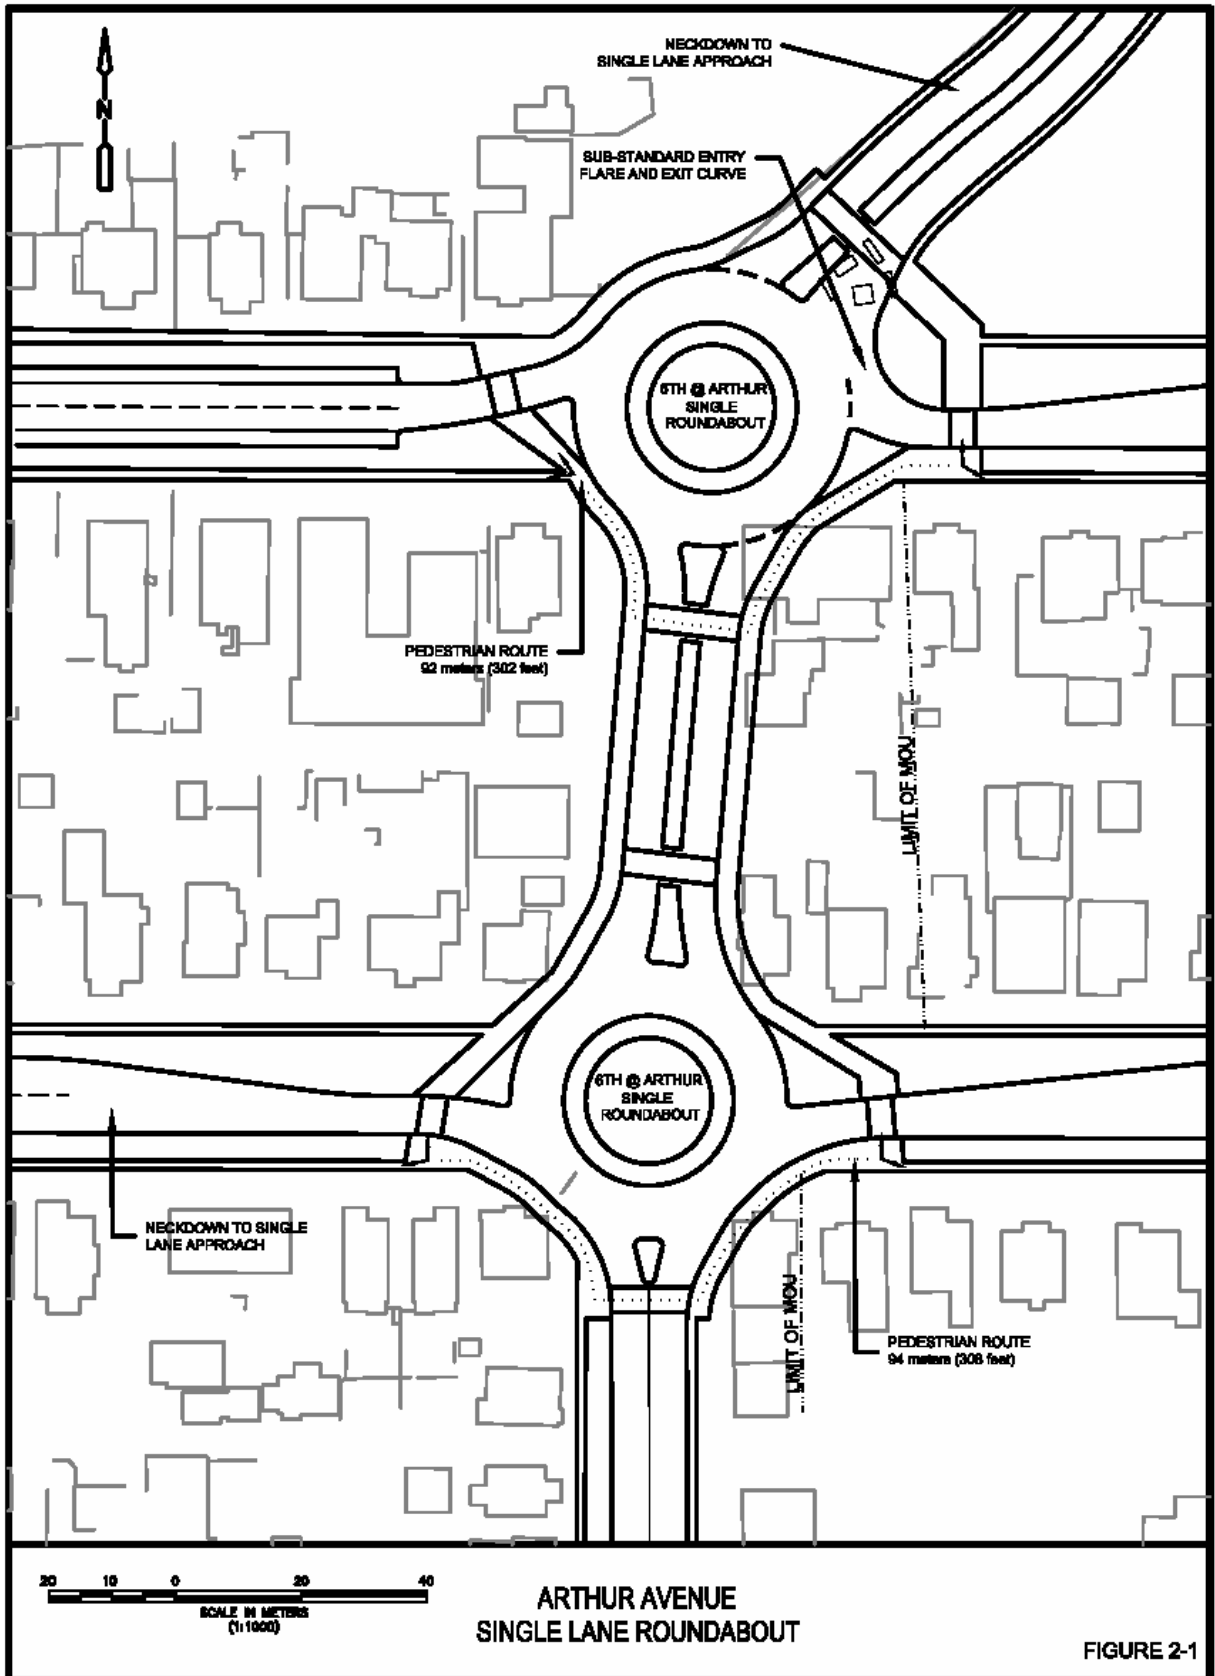 NECKDOWN TO
SINGLE LANE APPROACH
N
SUB-STANDARD ENTRY
FLARE AND EXIT CURVE
5TH @ ARTHUR
SINGLE
ROUNDABOUT
PEDESTRIAN ROUTE
92 meters (302 feet)
LIMIT OF MOU
6TH @ ARTHUR
SINGLE
ROUNDABOUT
NECKDOWN TO SINGLE
LANE APPROACH
LIMIT OF MOU
PEDESTRIAN ROUTE
94 meters (308 feet)
20 10 0 20 40
SCALE IN METERS
(1:1000)
ARTHUR AVENUE
SINGLE LANE ROUNDABOUT
FIGURE 2-1